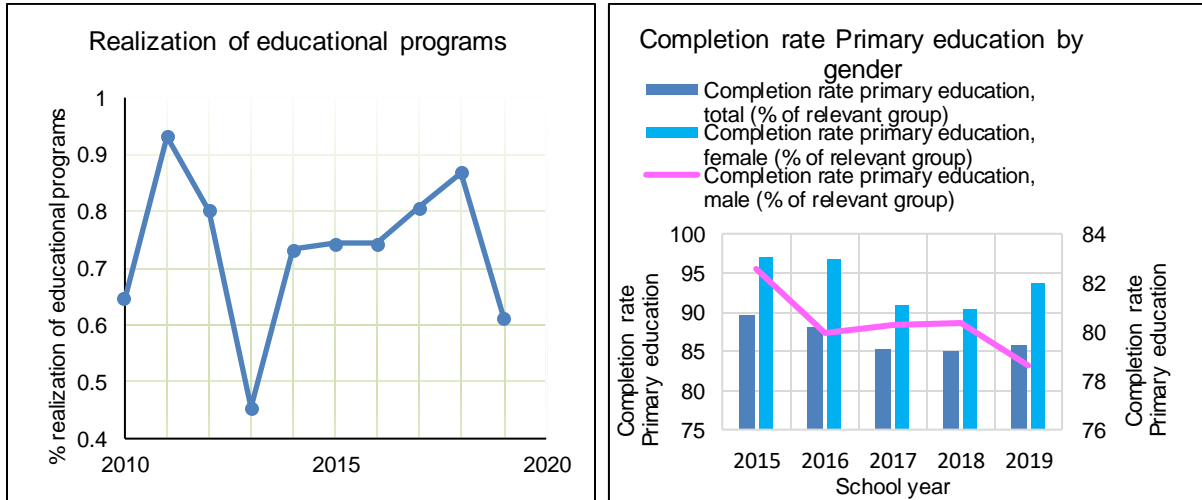 Realization of educational programs
% realization of educational programs
1
0.9
0.8
0.7
0.6
0.5
0.4
2010
2015
2020
Completion rate Primary education by
gender
Completion rate primary education,
total (% of relevant group)
Completion rate primary education,
female (% of relevant group)
Completion rate primary education,
male (% of relevant group)
Completion rate
Primary education
100
95
90
85
80
75
84
82
80
78
76
Completion rate
Primary education
2015
2016
2017
2018
2019
School year